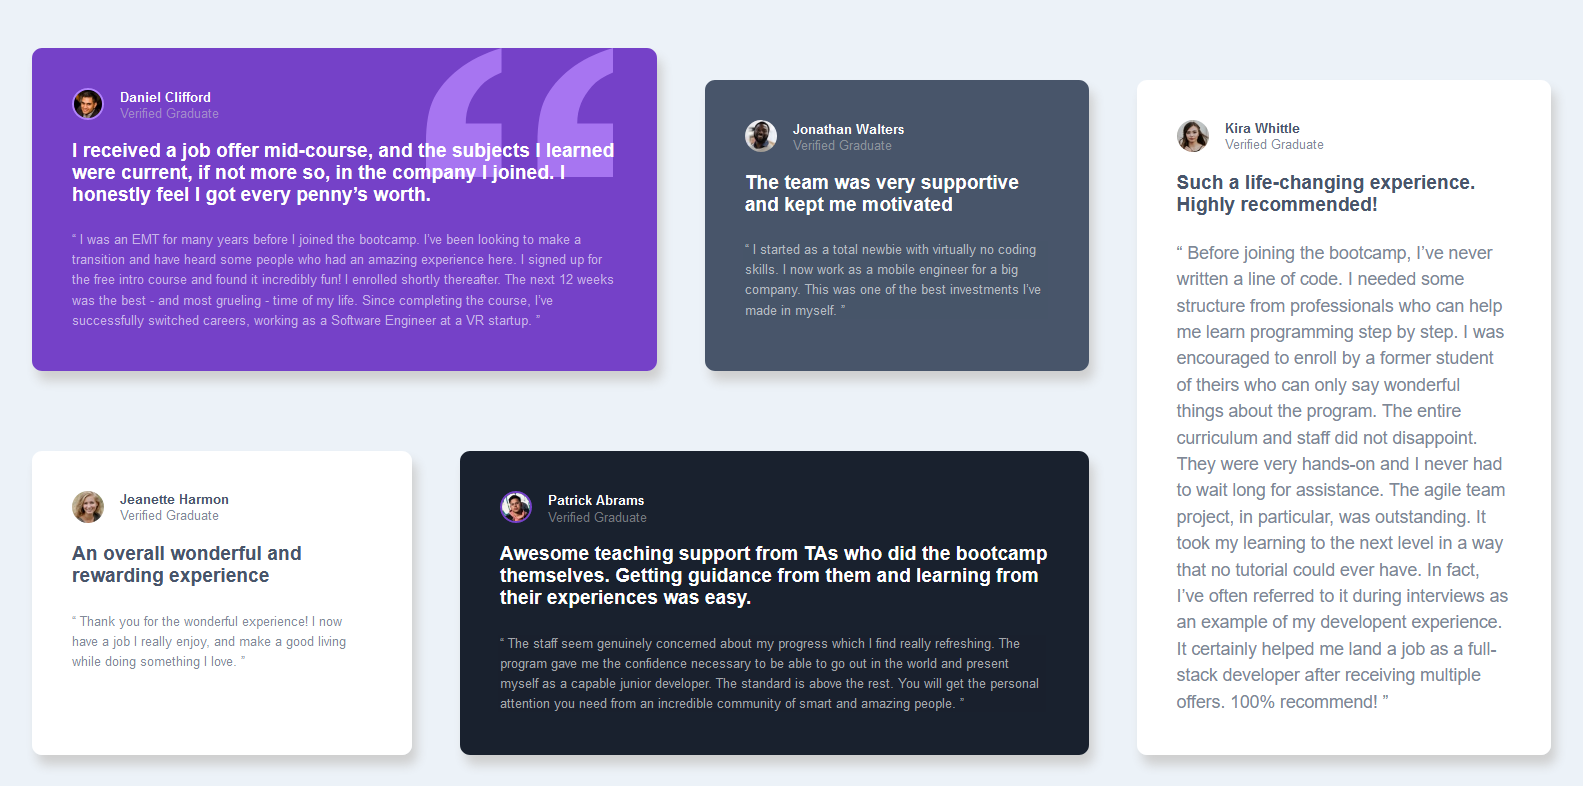 Daniel Clifford
Verified Graduate
I received a job offer mid-course, and the subjects I learned
were current, if not more so, in the company I joined. I
honestly feel I got every penny’s worth.
“ I was an EMT for many years before I joined the bootcamp. I've been looking to make a
transition and have heard some people who had an amazing experience here. I signed up for
the free intro course and found it incredibly fun! I enrolled shortly thereafter. The next 12 weeks
was the best - and most grueling - time of my life. Since completing the course, I've
successfully switched careers, working as a Software Engineer at a VR startup. ”
Jonathan Walters
Verified Graduate
The team was very supportive
and kept me motivated
“ I started as a total newbie with virtually no coding
skills. I now work as a mobile engineer for a big
company. This was one of the best investments I've
made in myself. ”
Kira Whittle
Verified Graduate
Such a life-changing experience.
Highly recommended!
“ Before joining the bootcamp, I’ve never
written a line of code. I needed some
structure from professionals who can help
me learn programming step by step. I was
encouraged to enroll by a former student
of theirs who can only say wonderful
things about the program. The entire
curriculum and staff did not disappoint.
They were very hands-on and I never had
to wait long for assistance. The agile team
project, in particular, was outstanding. It
took my learning to the next level in a way
that no tutorial could ever have. In fact,
I’ve often referred to it during interviews as
an example of my developent experience.
It certainly helped me land a job as a full-
stack developer after receiving multiple
offers. 100% recommend! ”
Jeanette Harmon
Verified Graduate
An overall wonderful and
rewarding experience
“ Thank you for the wonderful experience! I now
have a job I really enjoy, and make a good living
while doing something I love. ”
Patrick Abrams
Verified Graduate
Awesome teaching support from TAs who did the bootcamp
themselves. Getting guidance from them and learning from
their experiences was easy.
“ The staff seem genuinely concerned about my progress which I find really refreshing. The
program gave me the confidence necessary to be able to go out in the world and present
myself as a capable junior developer. The standard is above the rest. You will get the personal
attention you need from an incredible community of smart and amazing people. ”